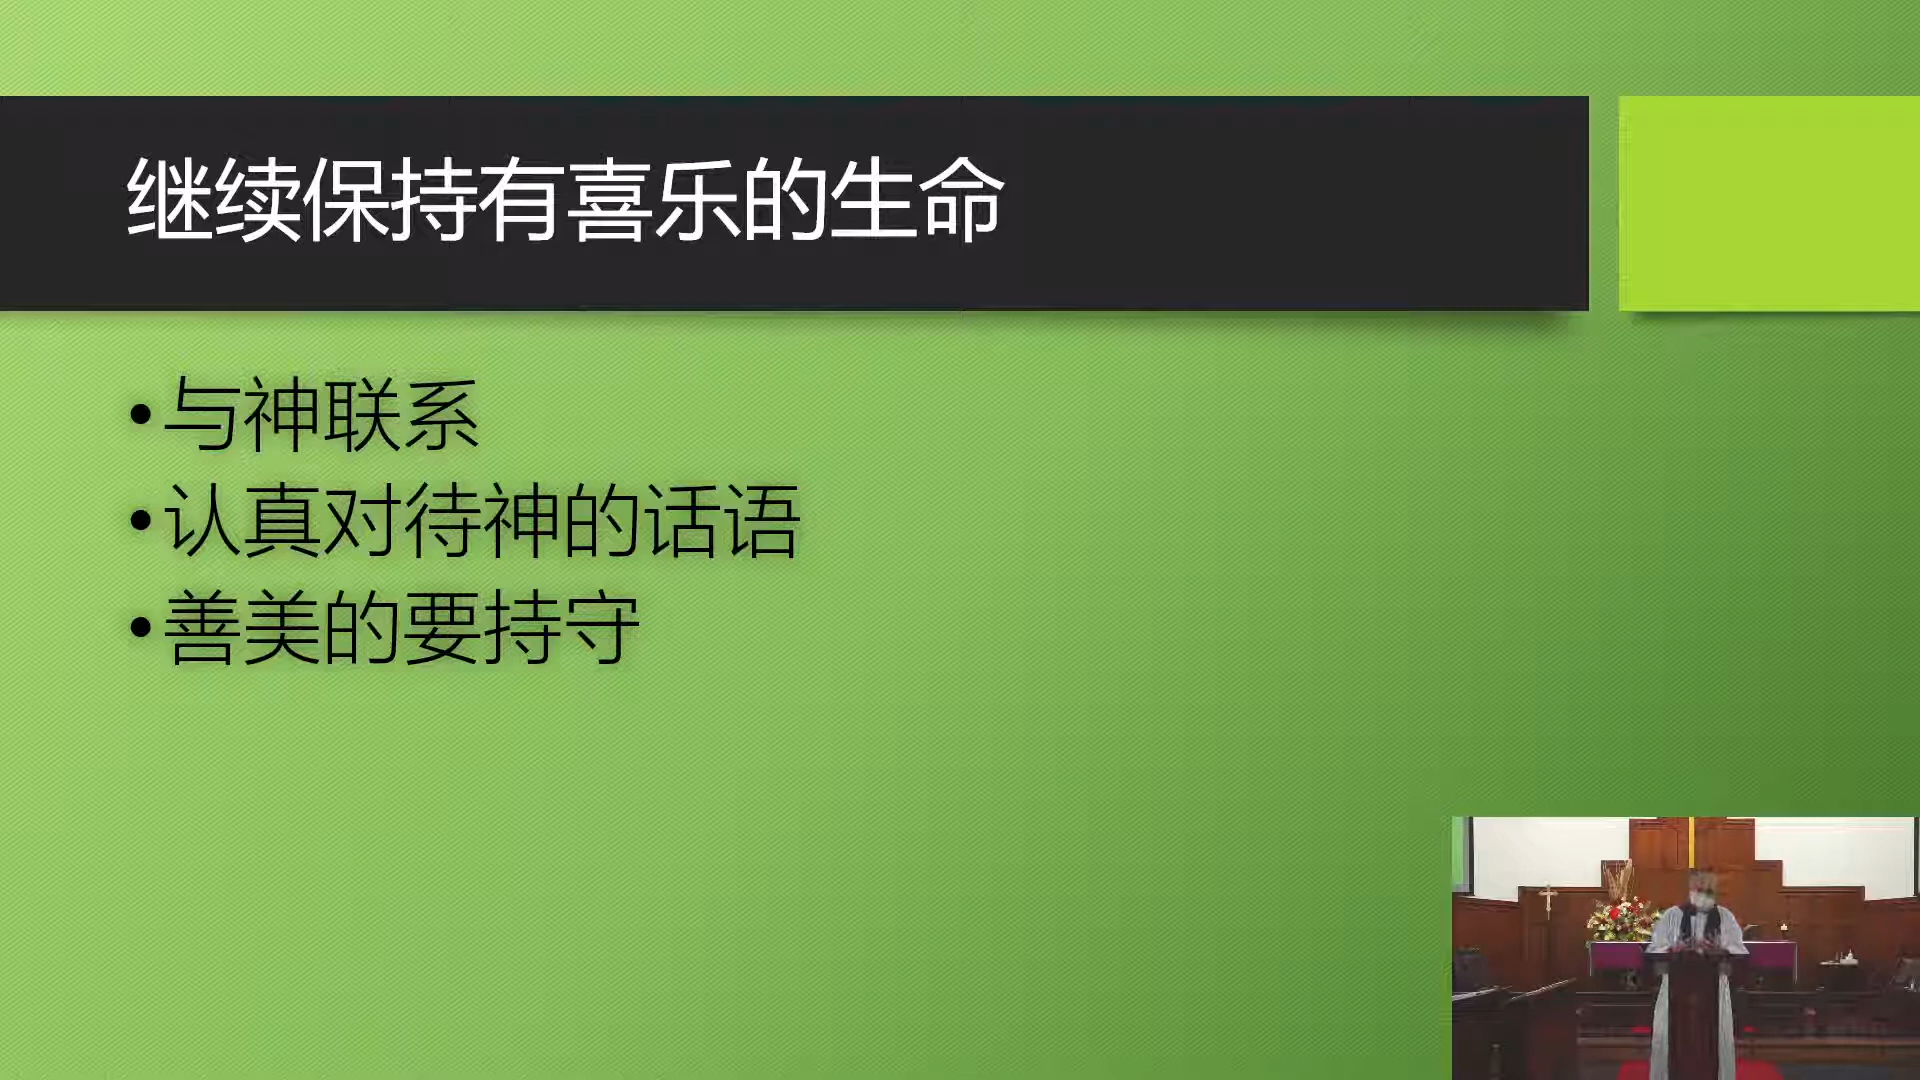 继续保持有喜乐的生命
•与神联系
•认真对待神的话语
•善美的要持守